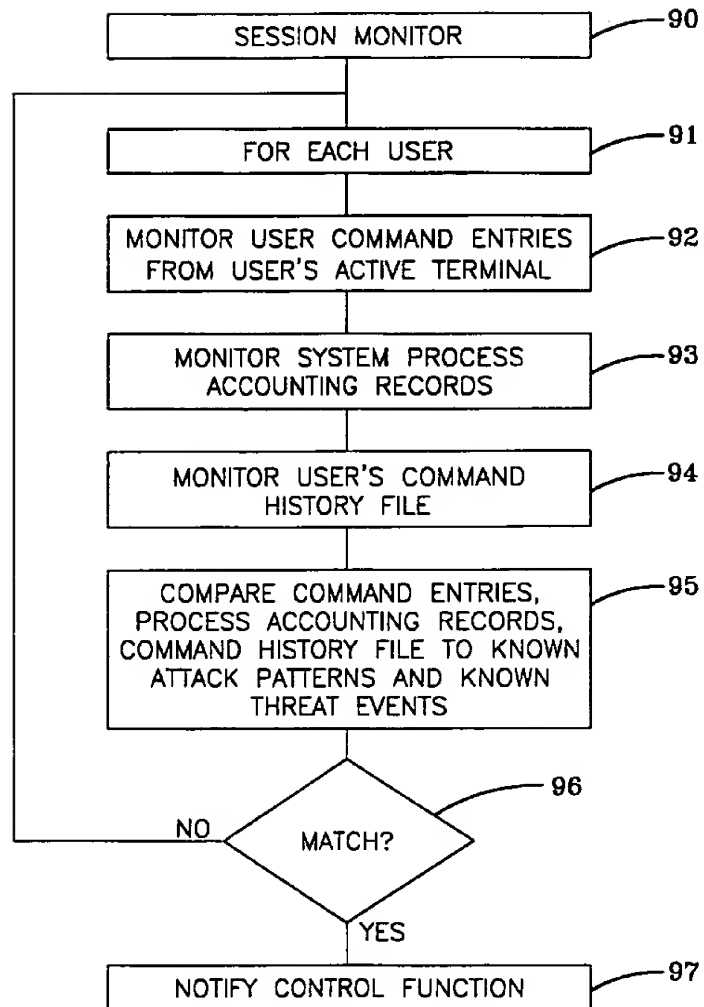 SESSION MONITOR
90
FOR EACH USER
91
MONITOR USER COMMAND ENTRIES
FROM USER'S ACTIVE TERMINAL
92
MONITOR SYSTEM PROCESS
ACCOUNTING RECORDS
93
MONITOR USER'S COMMAND
HISTORY FILE
94
COMPARE COMMAND ENTRIES,
PROCESS ACCOUNTING RECORDS,
COMMAND HISTORY FILE TO KNOWN
ATTACK PATTERNS AND KNOWN
THREAT EVENTS
95
MATCH?
96
NO
YES
NOTIFY CONTROL FUNCTION
97